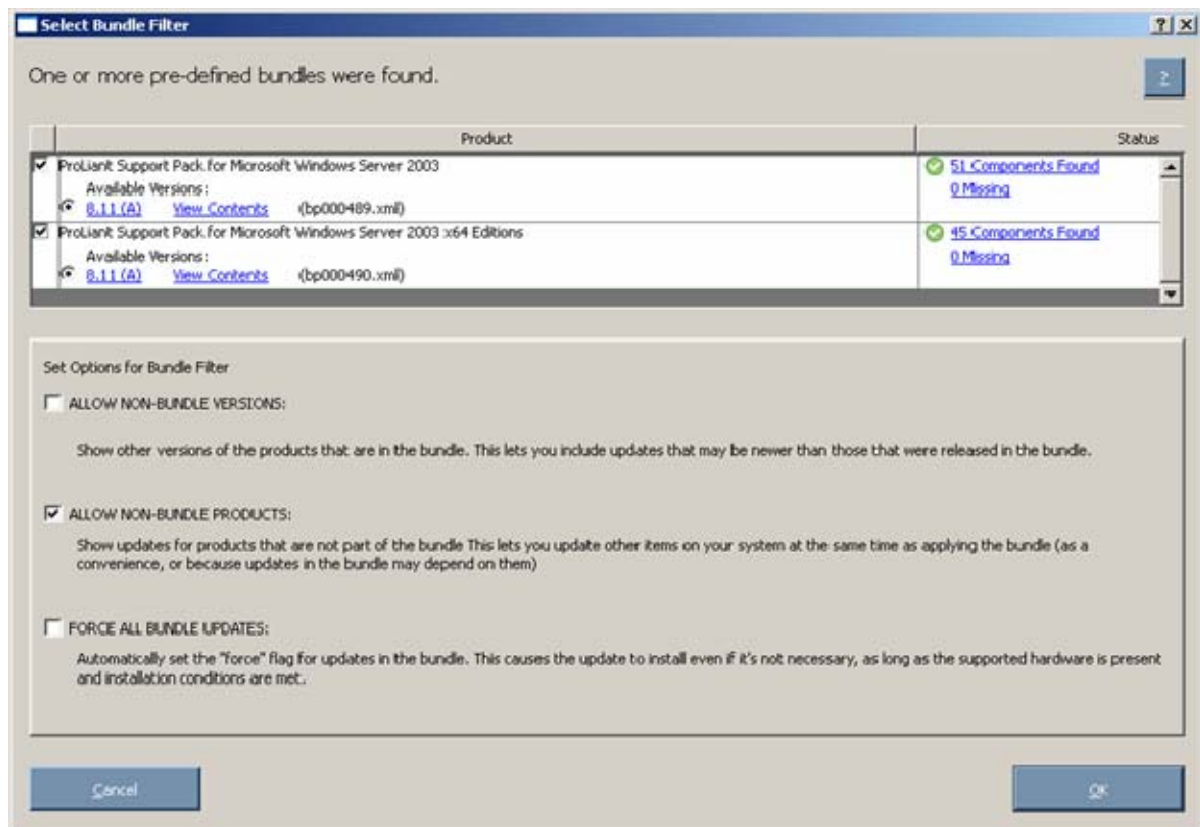 Select Bundle Filter
?
One or more pre-defined bundles were found.
?
Product
Status
ProLiant Support Pack for Microsoft Windows Server 2003
51 Components Found
Available Versions:
0 Missing
8.11 (A) View Contents (bp000489.xml)
ProLiant Support Pack for Microsoft Windows Server 2003 x64 Editions
45 Components Found
Available Versions:
0 Missing
8.11 (A) View Contents (bp000490.xml)
Set Options for Bundle Filter
ALLOW NON-BUNDLE VERSIONS:
Show other versions of the products that are in the bundle. This lets you include updates that may be newer than those that were released in the bundle.
ALLOW NON-BUNDLE PRODUCTS:
Show updates for products that are not part of the bundle This lets you update other items on your system at the same time as applying the bundle (as a
convenience, or because updates in the bundle may depend on them)
FORCE ALL BUNDLE UPDATES:
Automatically set the "force" flag for updates in the bundle. This causes the update to install even if it's not necessary, as long as the supported hardware is present
and installation conditions are met.
Cancel
OK